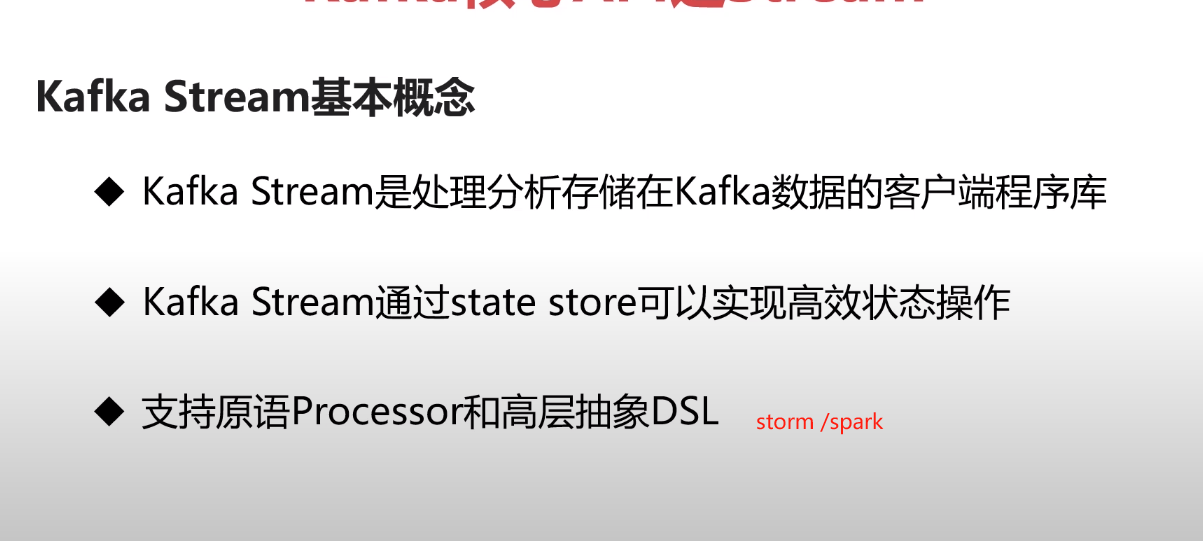 Kafka Stream基本概念
◆ Kafka Stream是处理分析存储在Kafka数据的客户端程序库
◆ Kafka Stream通过state store可以实现高效状态操作
◆ 支持原语Processor和高层抽象DSL storm /spark